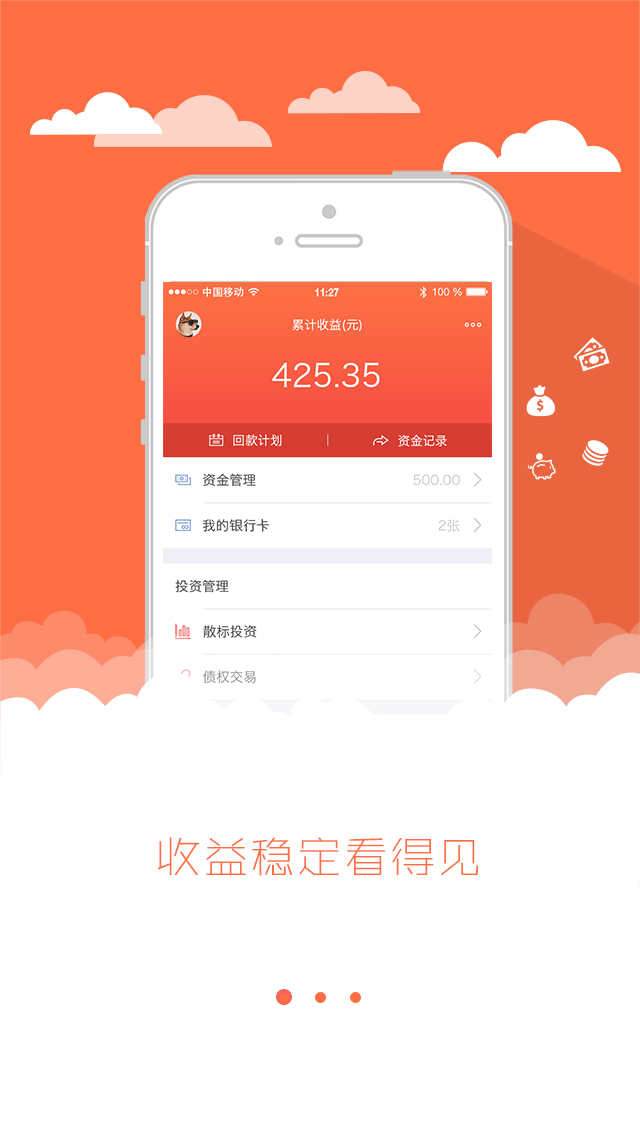 中国移动 11:27 100 %
累计收益(元)
425.35
回款计划 资金记录
资金管理 500.00
我的银行卡 2张
投资管理
散标投资
债权交易
$
收益稳定看得见